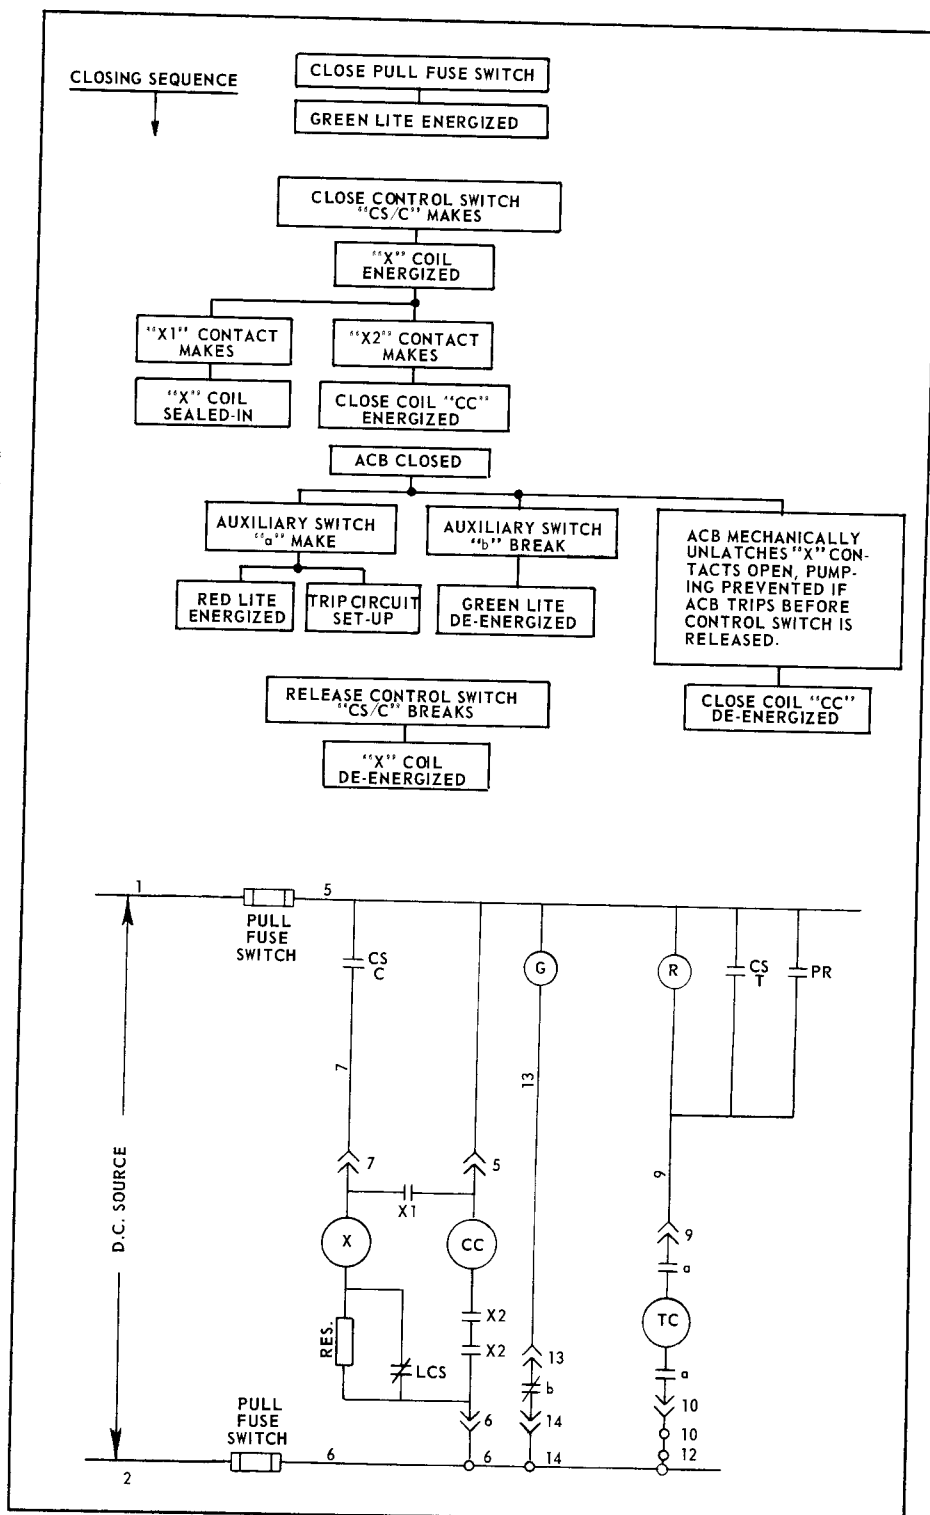 CLOSING SEQUENCE
CLOSE PULL FUSE SWITCH
GREEN LITE ENERGIZED
CLOSE CONTROL SWITCH
"CS/C" MAKES
"X" COIL
ENERGIZED
"X1" CONTACT
MAKES
"X2" CONTACT
MAKES
"X" COIL
SEALED-IN
CLOSE COIL "CC"
ENERGIZED
ACB CLOSED
AUXILIARY SWITCH
"a" MAKE
AUXILIARY SWITCH
"b" BREAK
ACB MECHANICALLY
UNLATCHES "X" CON-
TACTS OPEN, PUMP-
ING PREVENTED IF
ACB TRIPS BEFORE
CONTROL SWITCH IS
RELEASED.
RED LITE
ENERGIZED
TRIP CIRCUIT
SET-UP
GREEN LITE
DE-ENERGIZED
RELEASE CONTROL SWITCH
"CS/C" BREAKS
CLOSE COIL "CC"
DE-ENERGIZED
"X" COIL
DE-ENERGIZED
1
5
PULL
FUSE
SWITCH
CS
C
G
R
CS
T
PR
7
13
D.C. SOURCE
7
5
9
9
X1
X
CC
a
TC
RES.
X2
X2
LCS
13
b
a
10
6
14
10
12
PULL
FUSE
SWITCH
2
6
6
14